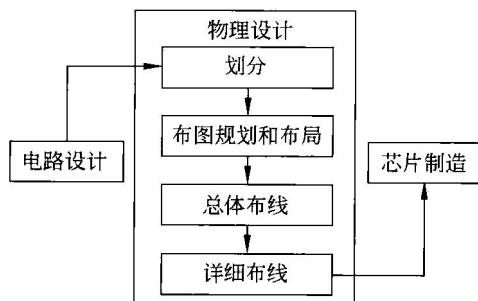 物理设计
划分
布图规划和布局
电路设计
芯片制造
总体布线
详细布线